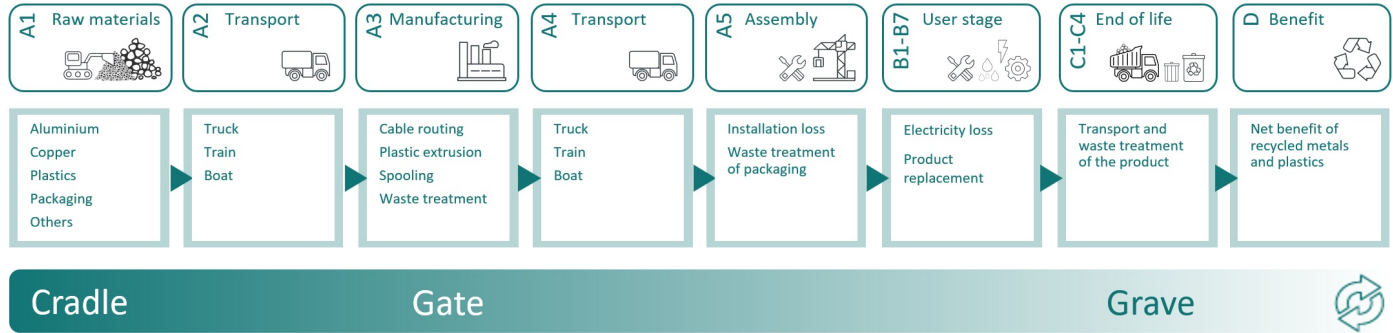 A1
Raw materials
A2
Transport
A3
Manufacturing
A4
Transport
A5
Assembly
B1-B7
User stage
C1-C4
End of life
D
Benefit
Aluminium
Copper
Plastics
Packaging
Others
Truck
Train
Boat
Cable routing
Plastic extrusion
Spooling
Waste treatment
Truck
Train
Boat
Installation loss
Waste treatment
of packaging
Electricity loss
Product
replacement
Transport and
waste treatment
of the product
Net benefit of
recycled metals
and plastics
Cradle
Gate
Grave